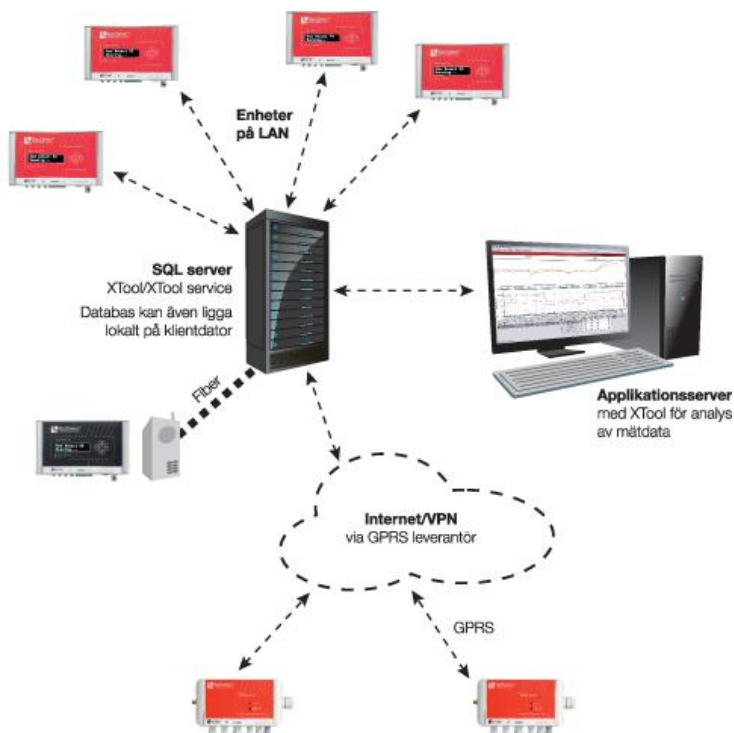 Enheter
på LAN
SQL server
XTool/XTool service
Databas kan även ligga
lokalt på klientdator
Fiber
Applikationsserver
med XTool för analys
av mätdata
Internet/VPN
via GPRS leverantör
GPRS